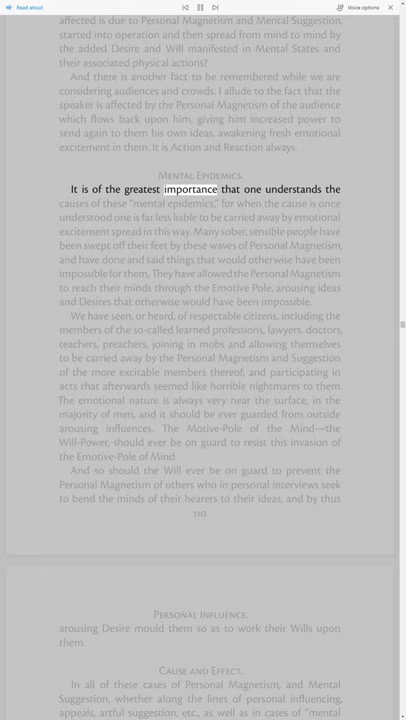 Read aloud
Voice options
affected is due to Personal Magnetism and Mental Suggestion,
started into operation and then spread from mind to mind by
the added Desire and Will manifested in Mental States and
their associated physical actions?
And there is another fact to be remembered while we are
considering audiences and crowds. I allude to the fact that the
speaker is affected by the Personal Magnetism of the audience
which flows back upon him, giving him increased power to
send again to them his own ideas, awakening fresh emotional
excitement in them. It is Action and Reaction always.
Mental Epidemics.
It is of the greatest importance that one understands the
causes of these “mental epidemics,” for when the cause is once
understood one is far less liable to be carried away by emotional
excitement spread in this way. Many sober, sensible people have
been swept off their feet by these waves of Personal Magnetism,
and have done and said things that would otherwise have been
impossible for them. They have allowed the Personal Magnetism
to reach their minds through the Emotive Pole, arousing ideas
and Desires that otherwise would have been impossible.
We have seen, or heard, of respectable citizens, including the
members of the so-called learned professions, lawyers, doctors,
teachers, preachers, joining in mobs and allowing themselves
to be carried away by the Personal Magnetism and Suggestion
of the more excitable members thereof, and participating in
acts that afterwards seemed like horrible nightmares to them.
The emotional nature is always very near the surface, in the
majority of men, and it should be ever guarded from outside
arousing influences. The Motive-Pole of the Mind—the
Will-Power, should ever be on guard to resist this invasion of
the Emotive-Pole of Mind
And so should the Will ever be on guard to prevent the
Personal Magnetism of others who in personal interviews seek
to bend the minds of their hearers to their ideas, and by thus
110
Personal Influence.
arousing Desire mould them so as to work their Wills upon
them.
Cause and Effect.
In all of these cases of Personal Magnetism, and Mental
Suggestion, whether along the lines of personal influencing,
appeals, artful suggestion, etc., as well as in cases of “mental